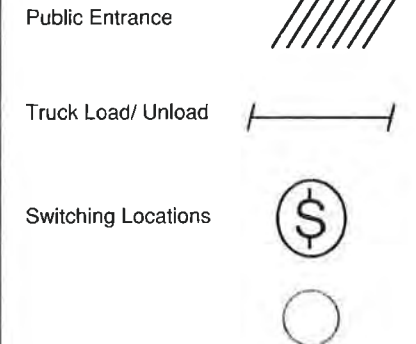 Public Entrance
Truck Load/ Unload
Switching Locations
$